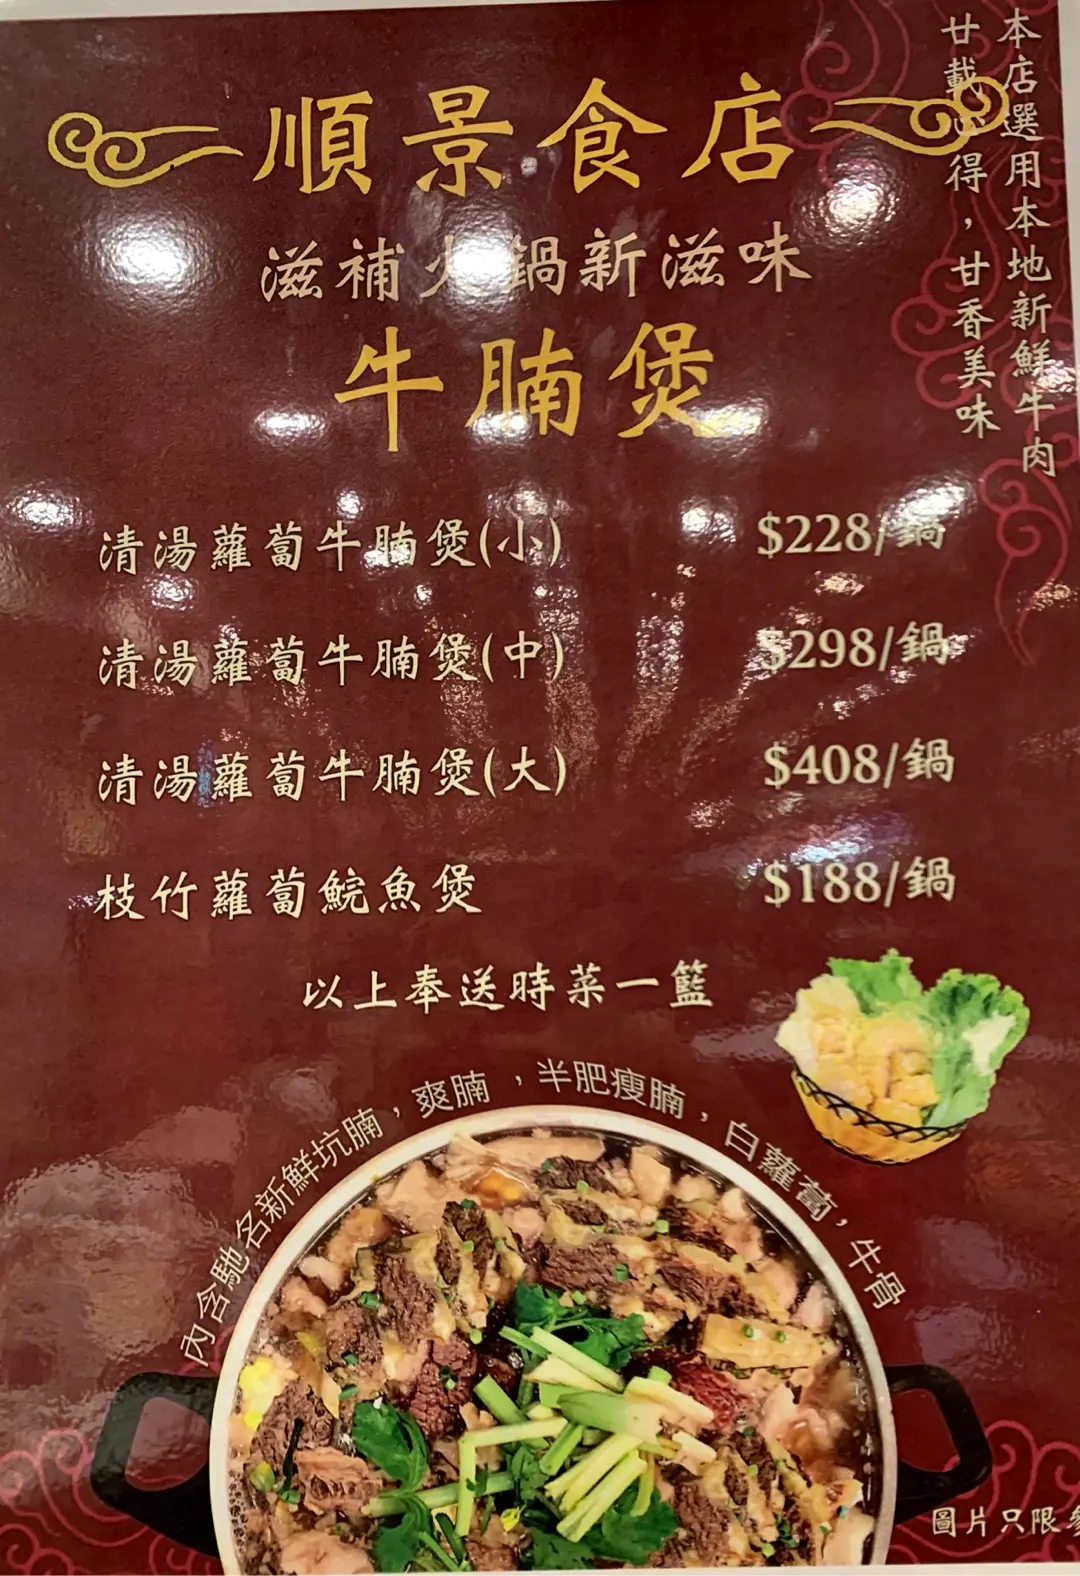 順景食店
滋補火鍋新滋味
牛腩煲
本店選用本地新鮮牛肉
廿載心得，甘香美味
清湯蘿蔔牛腩煲(小) $228/鍋
清湯蘿蔔牛腩煲(中) $298/鍋
清湯蘿蔔牛腩煲(大) $408/鍋
枝竹蘿蔔鯇魚煲 $188/鍋
以上奉送時菜一籃
內含馳名新鮮坑腩，爽腩，半肥瘦腩，白蘿蔔，牛骨
圖片只限